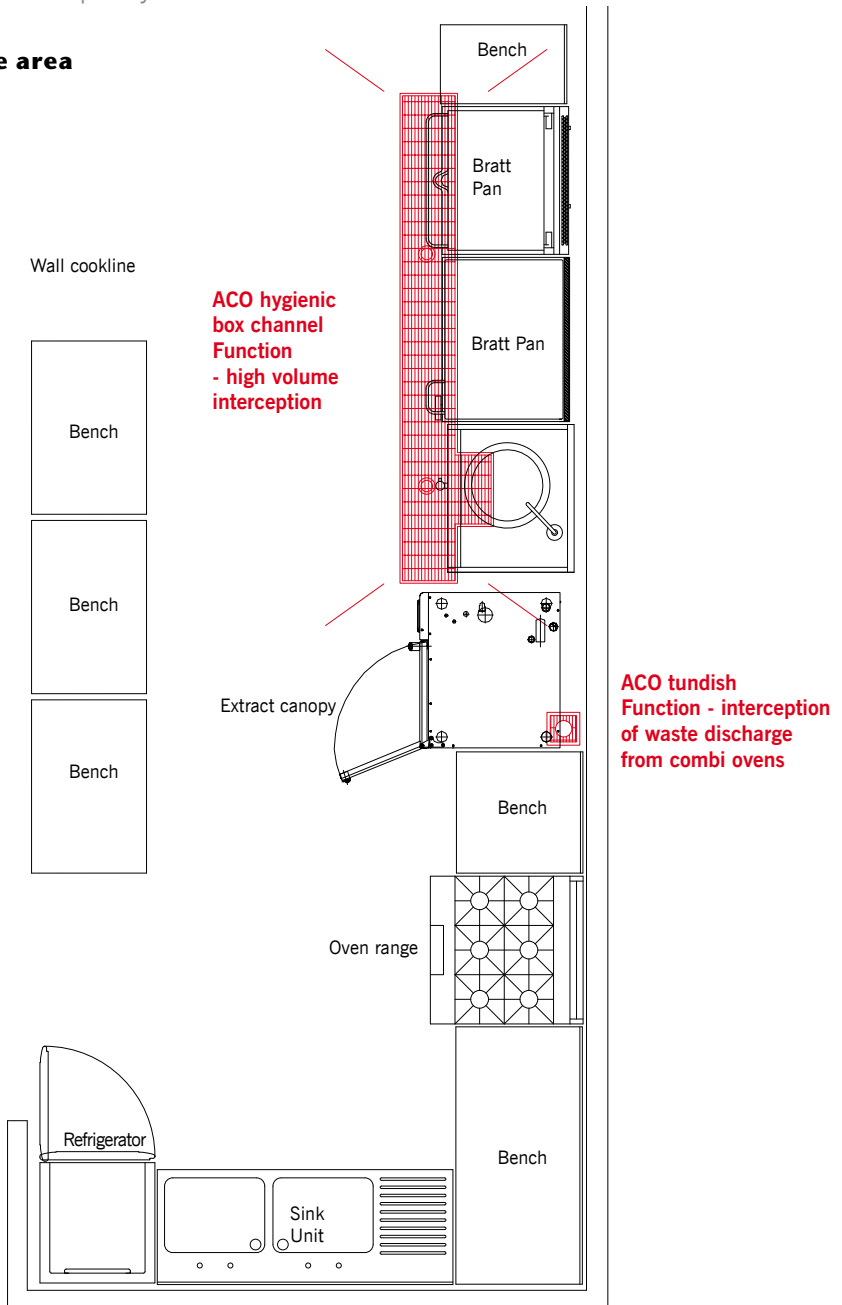 e area
Bench
Bratt
Pan
Wall cookline
ACO hygienic
box channel
Function
- high volume
interception
Bratt Pan
Bench
Bench
Extract canopy
ACO tundish
Function - interception
of waste discharge
from combi ovens
Bench
Bench
Oven range
Refrigerator
Bench
Sink
Unit